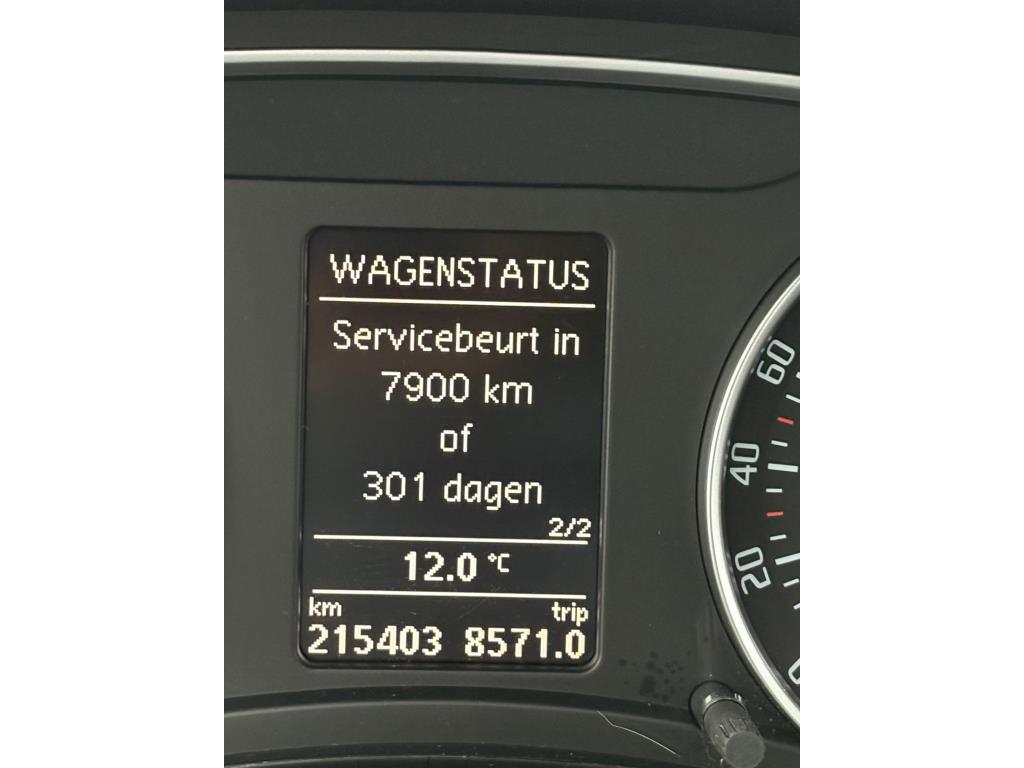 WAGENSTATUS
Servicebeurt in
7900 km
of
301 dagen
2/2
12.0 °C
km trip
215403 8571.0
60
40
20